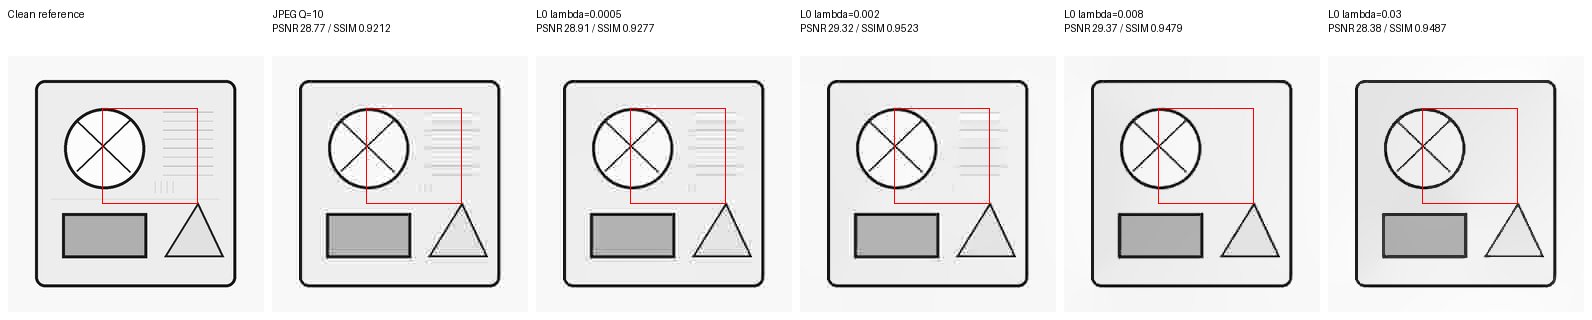 Clean reference
JPEG Q=10
PSNR 28.77 / SSIM 0.9212
L0 lambda=0.0005
PSNR 28.91 / SSIM 0.9277
L0 lambda=0.002
PSNR 29.32 / SSIM 0.9523
L0 lambda=0.008
PSNR 29.37 / SSIM 0.9479
L0 lambda=0.03
PSNR 28.38 / SSIM 0.9487